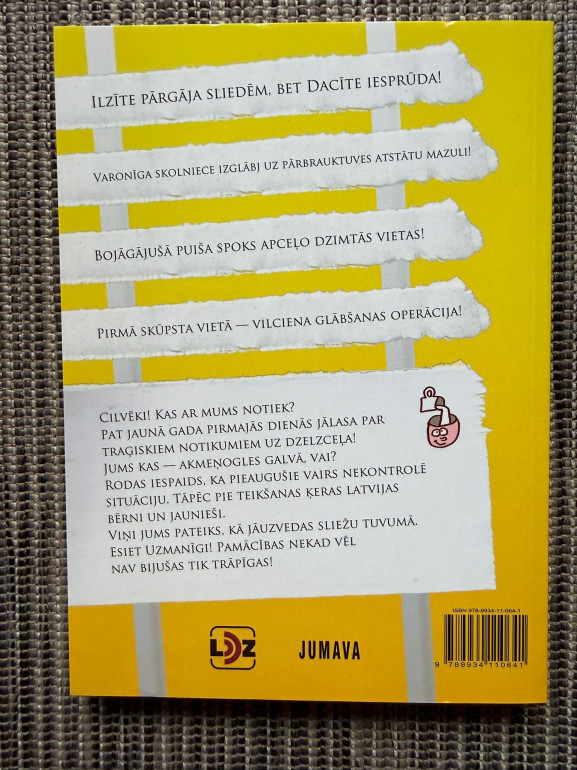 Ilzīte pārgāja sliedēm, bet Dacīte iesprūda!
Varonīga skolniece izglābj uz pārbrauktuves atstātu mazuli!
Bojāgājušā puiša spoks apceļo dzimtās vietas!
Pirmā skūpsta vietā — vilciena glābšanas operācija!
Cilvēki! Kas ar mums notiek?
Pat jaunā gada pirmajās dienās jālasa par
traģiskiem notikumiem uz dzelzceļa!
Jums kas — akmeņogles galvā, vai?
Rodas iespaids, ka pieaugušie vairs nekontrolē
situāciju. Tāpēc pie teikšanas ķeras Latvijas
bērni un jaunieši.
Viņi jums pateiks, kā jāuzvedas sliežu tuvumā.
Esiet Uzmanīgi! Pamācības nekad vēl
nav bijušas tik trāpīgas!
LDZ
JUMAVA
ISBN 978-9934-11-064-1
9 789934 110641